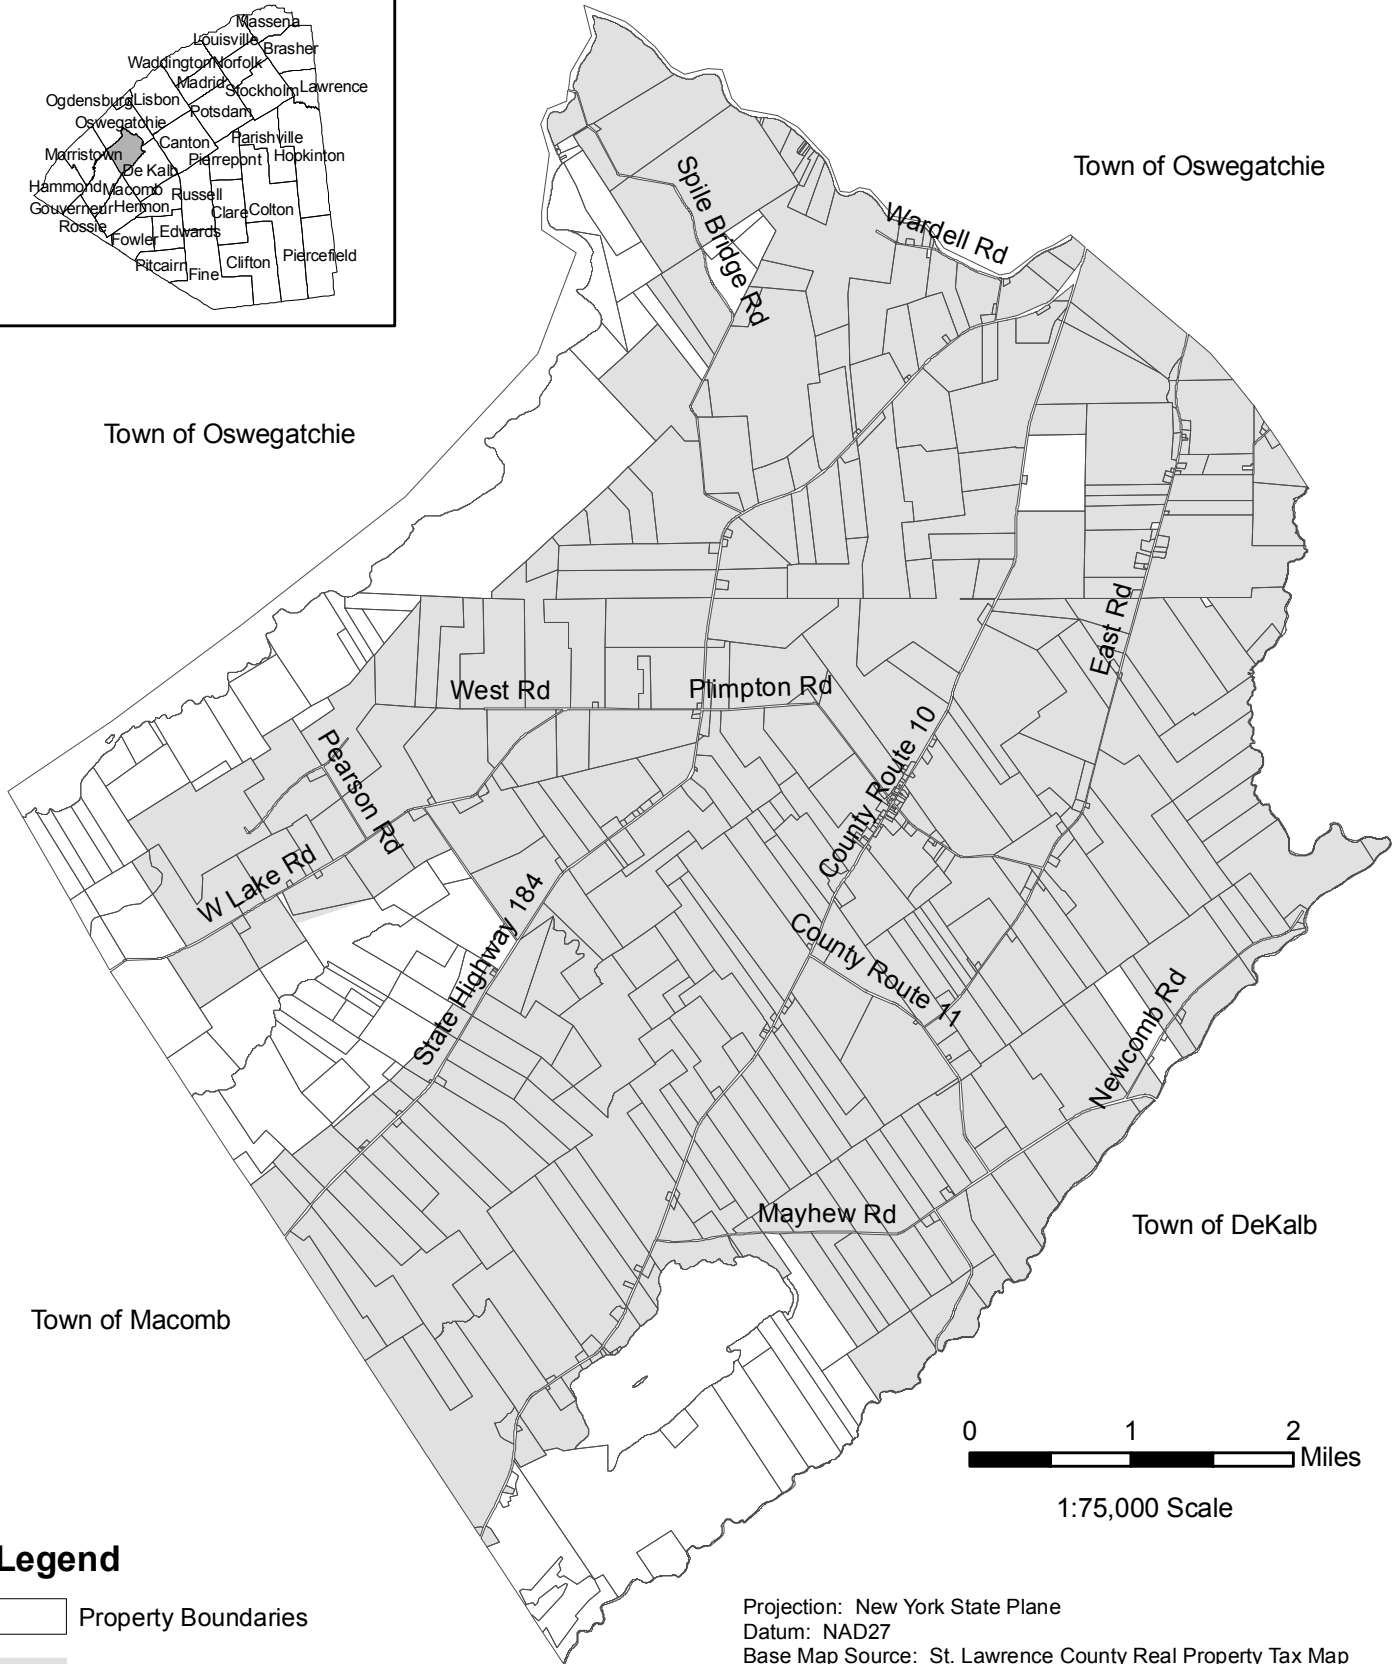 Massena
Louisville
Brasher
Waddington
Norfolk
Madrid
Stockholm
Lawrence
Ogdensburg
Lisbon
Potsdam
Oswegatchie
Canton
Parishville
Morristown
Pierrepont
Hopkinton
De Kalb
Hammond
Macomb
Russell
Gouverneur
Hermon
Clare
Colton
Rossie
Fowler
Edwards
Pitcairn
Fine
Clifton
Piercefield
Town of Oswegatchie
Spile Bridge Rd
Wardell Rd
Town of Oswegatchie
East Rd
West Rd
Plimpton Rd
Pearson Rd
County Route 10
W Lake Rd
State Highway 184
County Route 11
Newcomb Rd
Mayhew Rd
Town of DeKalb
Town of Macomb
0 1 2
Miles
1:75,000 Scale
Legend
Property Boundaries
Projection: New York State Plane
Datum: NAD27
Base Map Source: St. Lawrence County Real Property Tax Map